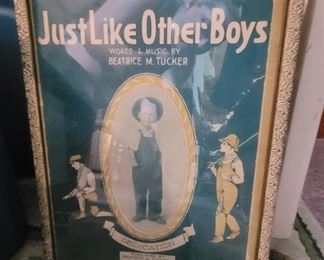 Just Like Other Boys
WORDS & MUSIC BY
BEATRICE M. TUCKER
DEDICATION